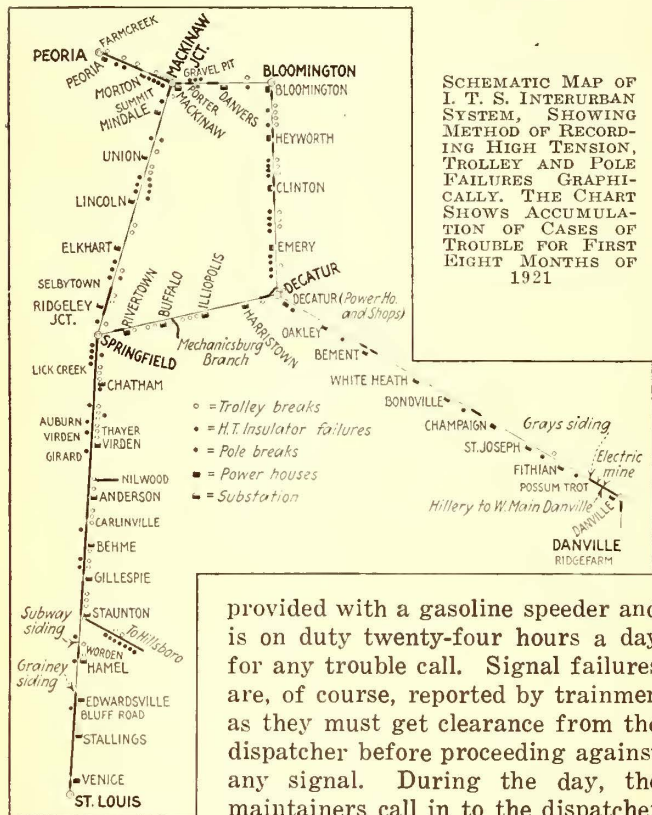 FARMCREEK
PEORIA
PEORIA
MORTON
SUMMIT
MINDALE
MACKINAW
JCT.
GRAVEL PIT
PORTER
MACKINAW
DANVERS
BLOOMINGTON
BLOOMINGTON
HEYWORTH
CLINTON
EMERY
UNION
LINCOLN
ELKHART
SELBYTOWN
RIDGELEY
JCT.
SPRINGFIELD
RIVERTOWN
BUFFALO
ILLIOPOLIS
Mechanicsburg
Branch
HARRISTOWN
DECATUR
DECATUR (Power Ho.
and Shops)
OAKLEY
BEMENT
WHITE HEATH
BONDVILLE
CHAMPAIGN
ST. JOSEPH
FITHIAN
POSSUM TROT
Grays siding
Electric
mine
Hillery to W. Main Danville
DANVILLE
DANVILLE
RIDGEFARM
LICK CREEK
CHATHAM
AUBURN
VIRDEN
GIRARD
THAYER
VIRDEN
NILWOOD
ANDERSON
CARLINVILLE
BEHME
GILLESPIE
STAUNTON
To Hillsboro
Subway
siding
WORDEN
HAMEL
Grainey
siding
EDWARDSVILLE
BLUFF ROAD
STALLINGS
VENICE
ST. LOUIS
○ = Trolley breaks
• = H.T. Insulator failures
♦ = Pole breaks
■ = Power houses
= Substation
SCHEMATIC MAP OF
I. T. S. INTERURBAN
SYSTEM, SHOWING
METHOD OF RECORD-
ING HIGH TENSION,
TROLLEY AND POLE
FAILURES GRAPHI-
CALLY. THE CHART
SHOWS ACCUMULA-
TION OF CASES OF
TROUBLE FOR FIRST
EIGHT MONTHS OF
1921
provided with a gasoline speeder and
is on duty twenty-four hours a day
for any trouble call. Signal failures
are, of course, reported by trainmen
as they must get clearance from the
dispatcher before proceeding against
any signal. During the day, the
maintainers call in to the dispatcher